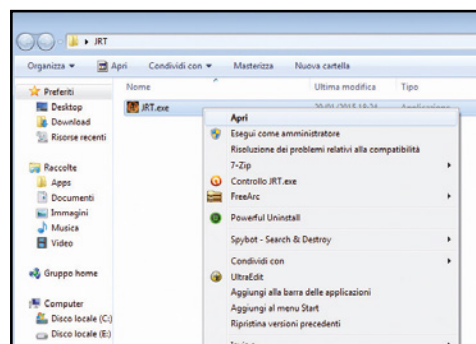 JRT
Organizza Apri Condividi con Masterizza Nuova cartella
Nome Ultima modifica Tipo
Preferiti
Desktop
Download
Risorse recenti
Raccolte
Apps
Documenti
Immagini
Musica
Video
Gruppo home
Computer
Disco locale (C:)
Disco locale (E:)
JRT.exe
Apri
Esegui come amministratore
Risoluzione dei problemi relativi alla compatibilità
7-Zip
Controllo JRT.exe
FreeArc
Powerful Uninstall
Spybot - Search & Destroy
Condividi con
UltraEdit
Aggiungi alla barra delle applicazioni
Aggiungi al menu Start
Ripristina versioni precedenti